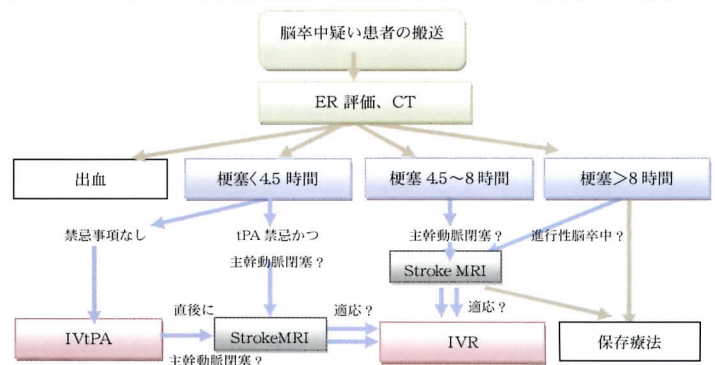 脳卒中疑い患者の搬送
ER 評価、CT
出血
梗塞<4.5 時間
梗塞 4.5～8 時間
梗塞>8 時間
禁忌事項なし
tPA 禁忌かつ
主幹動脈閉塞？
主幹動脈閉塞？
進行性脳卒中？
Stroke MRI
直後に
適応？
適応？
IVtPA
StrokeMRI
IVR
保存療法
主幹動脈閉塞？